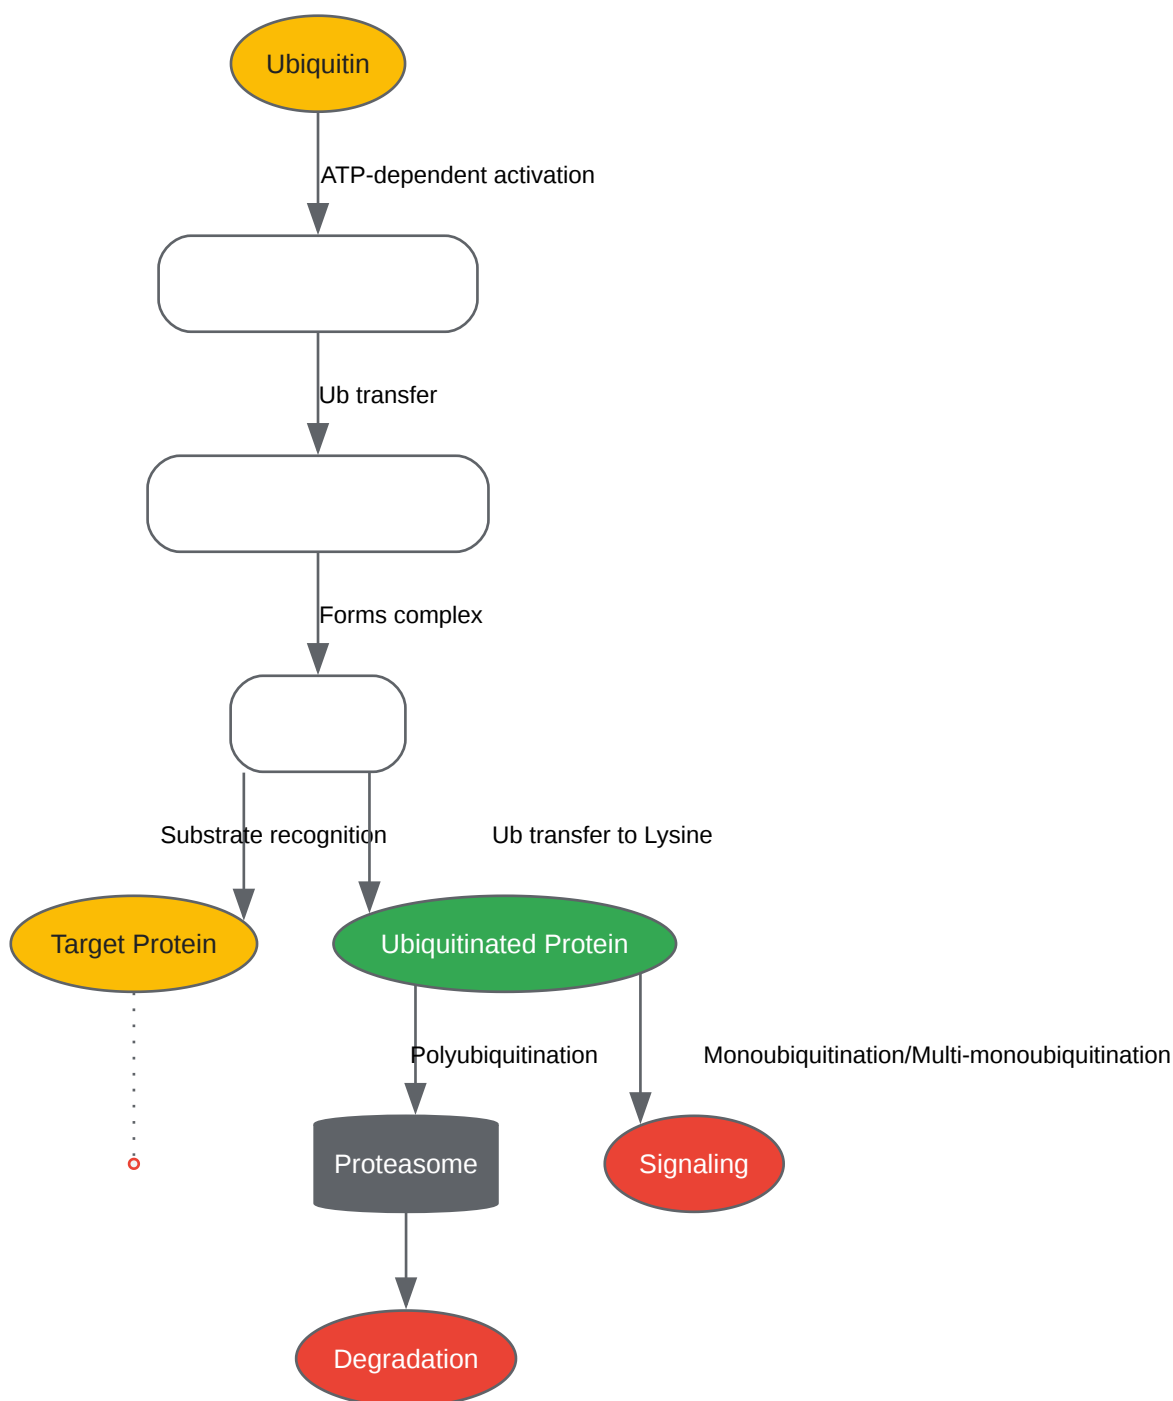 Ubiquitin
ATP-dependent activation
Ub transfer
Forms complex
Substrate recognition
Ub transfer to Lysine
Target Protein
Ubiquitinated Protein
Polyubiquitination
Monoubiquitination/Multi-monoubiquitination
Proteasome
Signaling
Degradation